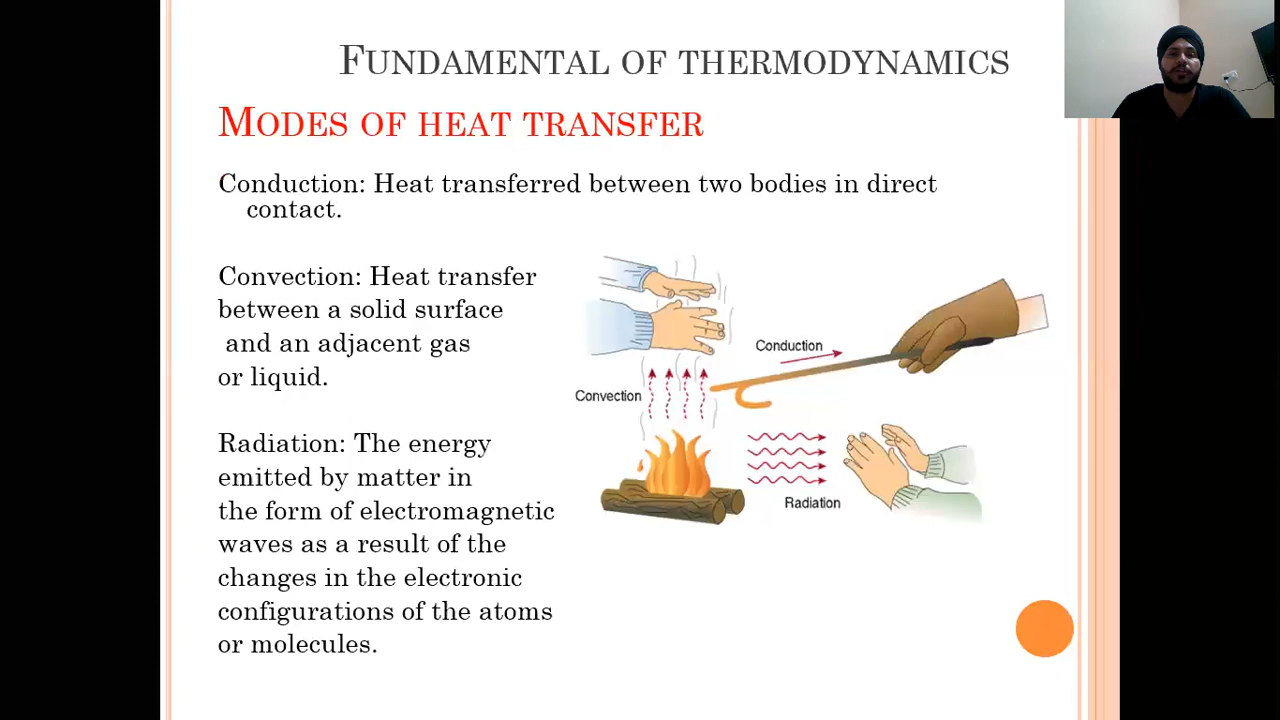 FUNDAMENTAL OF THERMODYNAMICS
MODES OF HEAT TRANSFER
Conduction: Heat transferred between two bodies in direct
contact.
Convection: Heat transfer
between a solid surface
and an adjacent gas
or liquid.
Radiation: The energy
emitted by matter in
the form of electromagnetic
waves as a result of the
changes in the electronic
configurations of the atoms
or molecules.
Conduction
Convection
Radiation